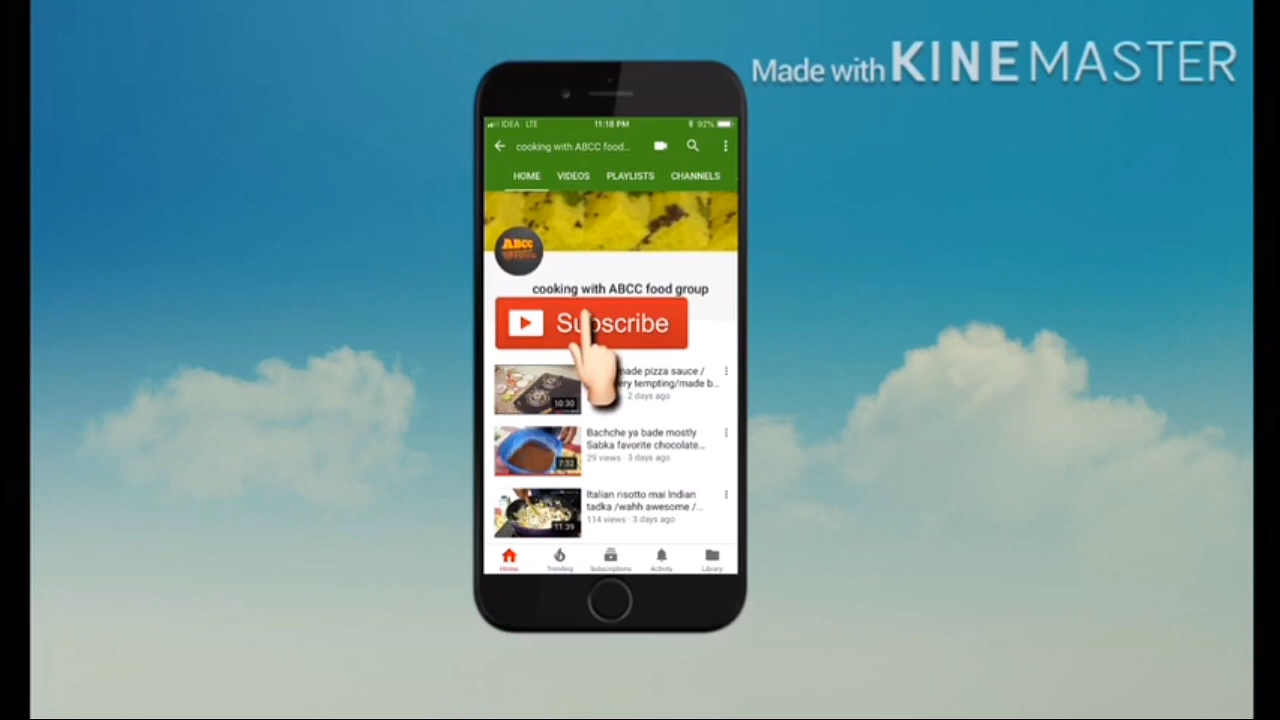 Made with KINEMASTER
IDEA LTE 11:18 PM 92%
cooking with ABCC food...
HOME VIDEOS PLAYLISTS CHANNELS
ABCC
cooking with ABCC food group
Subscribe
made pizza sauce /
ery tempting/made b...
2 days ago
10:30
Bachche ya bade mostly
Sabka favorite chocolate...
29 views · 3 days ago
7:32
Italian risotto mai Indian
tadka /wahh awesome /...
114 views · 3 days ago
11:39
Home Trending Subscriptions Activity Library